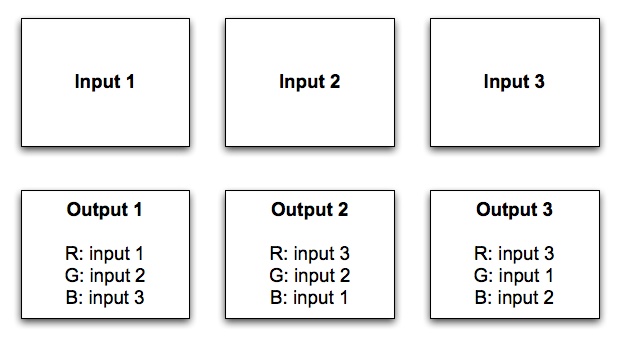 Input 1
Input 2
Input 3
Output 1
R: input 1
G: input 2
B: input 3
Output 2
R: input 3
G: input 2
B: input 1
Output 3
R: input 3
G: input 1
B: input 2